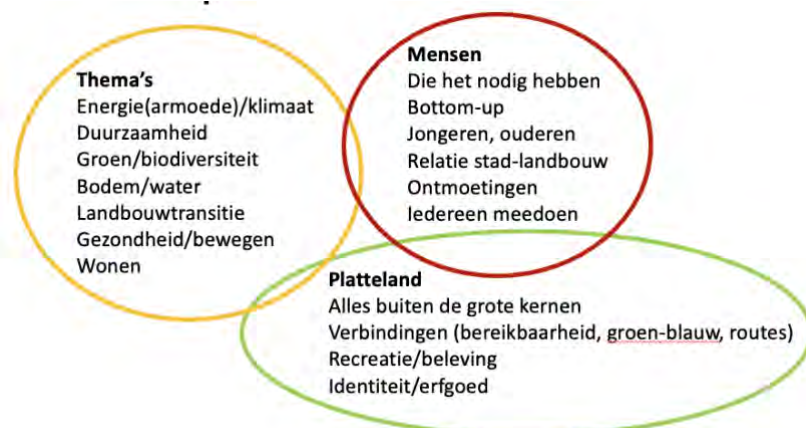 Thema's
Energie(armoede)/klimaat
Duurzaamheid
Groen/biodiversiteit
Bodem/water
Landbouwtransitie
Gezondheid/bewegen
Wonen
Mensen
Die het nodig hebben
Bottom-up
Jongeren, ouderen
Relatie stad-landbouw
Ontmoetingen
Iedereen meedoen
Platteland
Alles buiten de grote kernen
Verbindingen (bereikbaarheid, groen-blauw, routes)
Recreatie/beleving
Identiteit/erfgoed